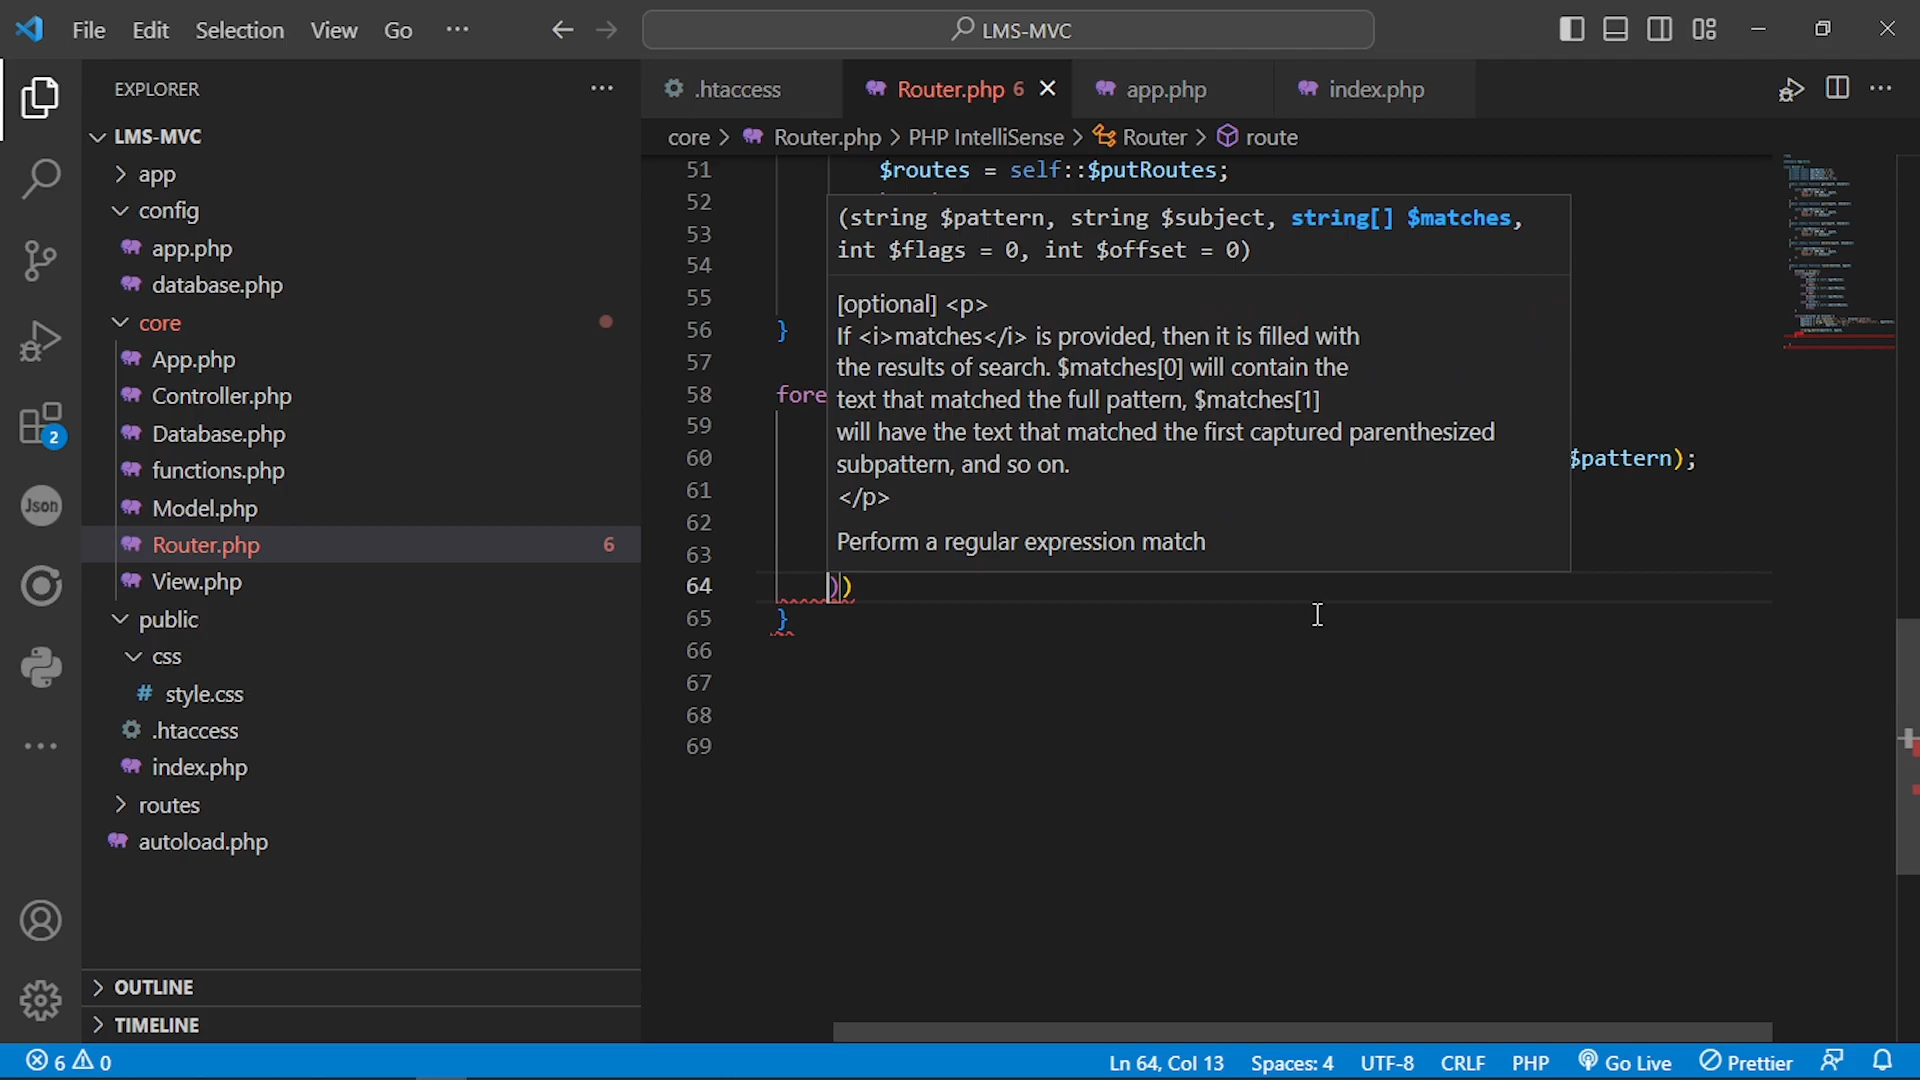 File Edit Selection View Go ···
LMS-MVC
EXPLORER ···
LMS-MVC
app
config
app.php
database.php
core
App.php
Controller.php
Database.php
functions.php
Model.php
Router.php 6
View.php
public
css
# style.css
.htaccess
index.php
routes
autoload.php
OUTLINE
TIMELINE
2
Json
.htaccess
Router.php 6
app.php
index.php
core > Router.php > PHP IntelliSense > Router > route
51 $routes = self::$putRoutes;
52
53
54
55
56 }
57
58 fore
59
60 $pattern);
61
62
63
64 ))
65 }
66
67
68
69
(string $pattern, string $subject, string[] $matches,
int $flags = 0, int $offset = 0)
[optional] <p>
If <i>matches</i> is provided, then it is filled with
the results of search. $matches[0] will contain the
text that matched the full pattern, $matches[1]
will have the text that matched the first captured parenthesized
subpattern, and so on.
</p>
Perform a regular expression match
6 0
Ln 64, Col 13 Spaces: 4 UTF-8 CRLF PHP Go Live Prettier